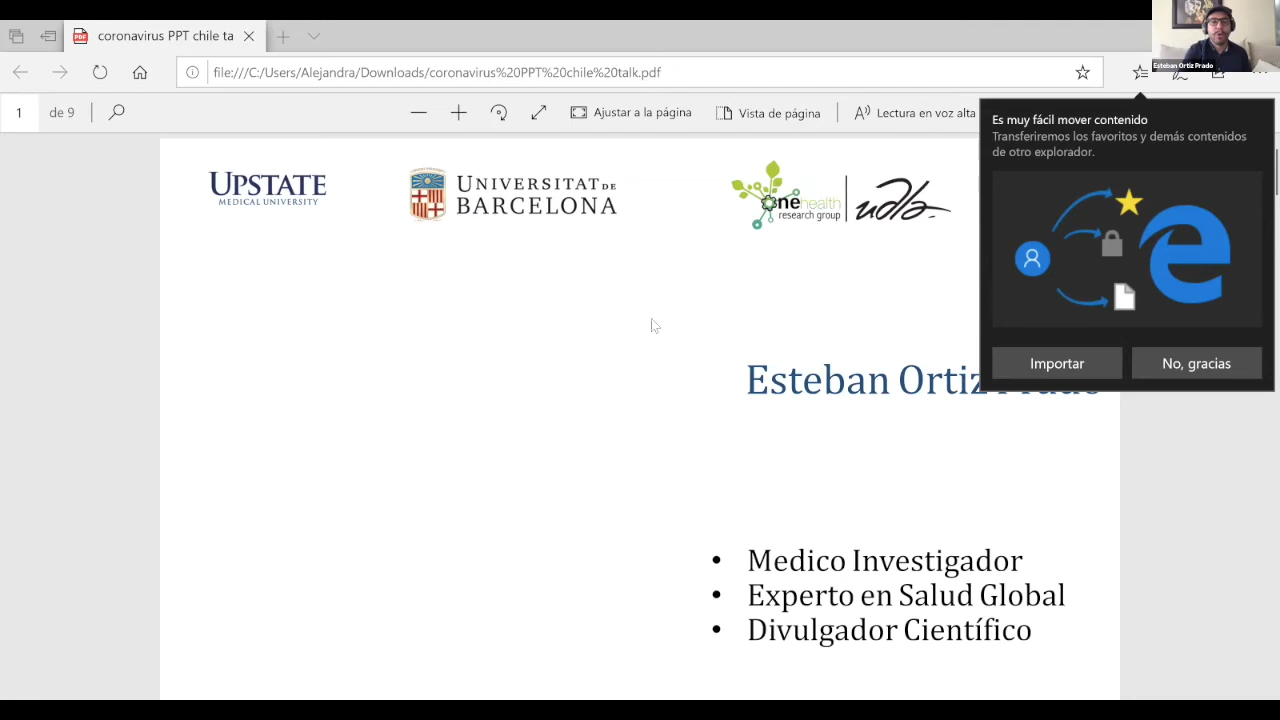 coronavirus PPT chile ta
file:///C:/Users/Alejandra/Downloads/coronavirus%20PPT%20chile%20talk.pdf
Esteban Ortiz Prado
1
de 9
Ajustar a la página
Vista de página
Lectura en voz alta
Es muy fácil mover contenido
Transferiremos los favoritos y demás contenidos
de otro explorador.
Importar
No, gracias
UPSTATE
MEDICAL UNIVERSITY
UNIVERSITAT DE
BARCELONA
onehealth
research group
udla.
Esteban Ortiz Prado
• Medico Investigador
• Experto en Salud Global
• Divulgador Científico